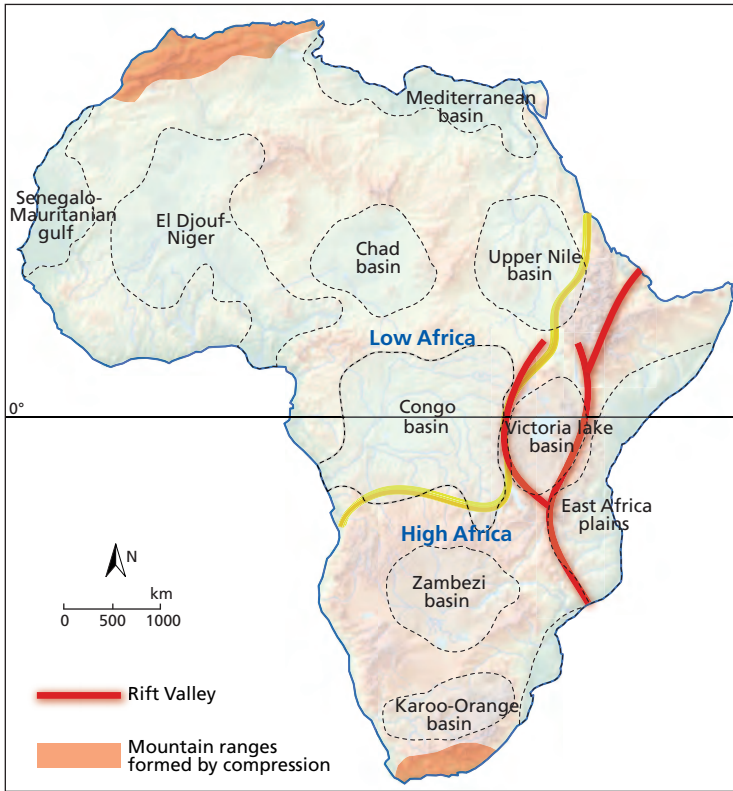 Mediterranean
basin
Senegalo-
Mauritanian
gulf
El Djouf-
Niger
Chad
basin
Upper Nile
basin
Low Africa
0°
Congo
basin
Victoria lake
basin
East Africa
plains
High Africa
N
km
0 500 1000
Zambezi
basin
Karoo-Orange
basin
Rift Valley
Mountain ranges
formed by compression